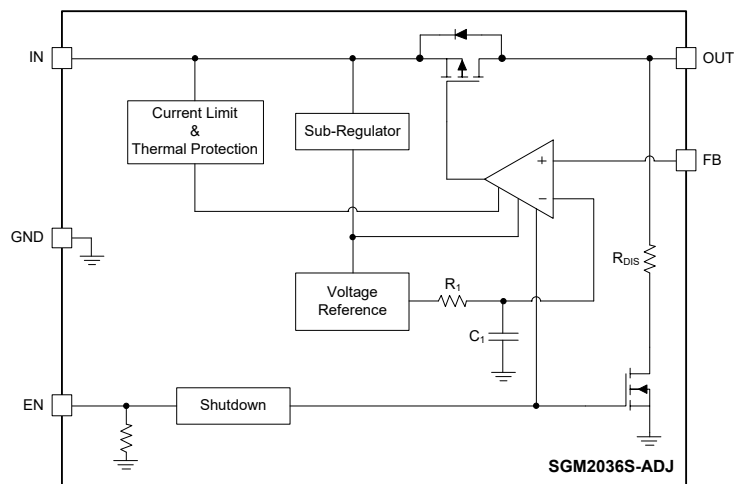 IN
OUT
Current Limit
&
Thermal Protection
Sub-Regulator
+
−
FB
GND
R₁
Voltage
Reference
C₁
RDIS
EN
Shutdown
SGM2036S-ADJ